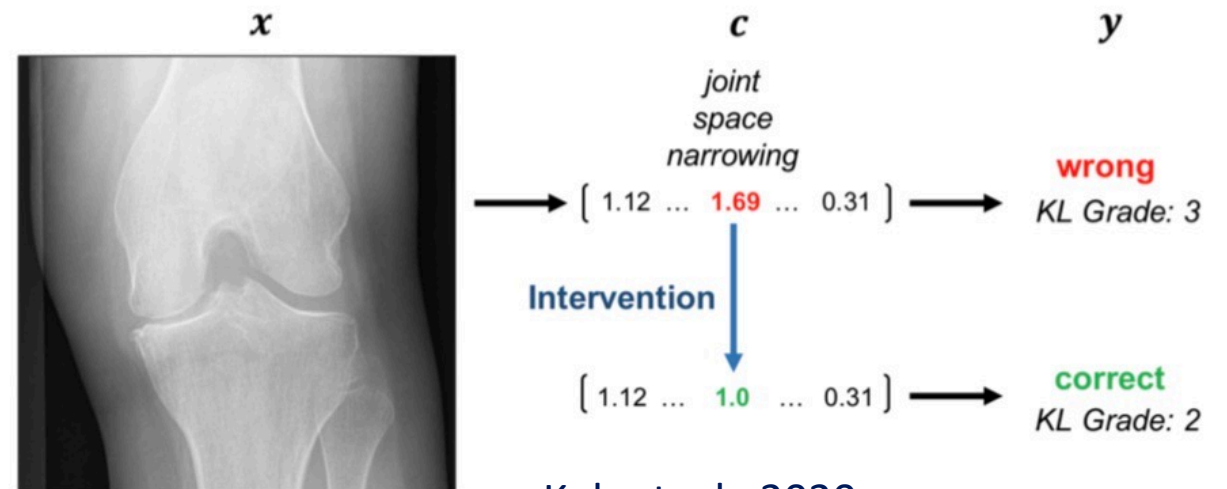 x c y
joint
space
narrowing
[ 1.12 ... 1.69 ... 0.31 ]
wrong
KL Grade: 3
Intervention
[ 1.12 ... 1.0 ... 0.31 ]
correct
KL Grade: 2